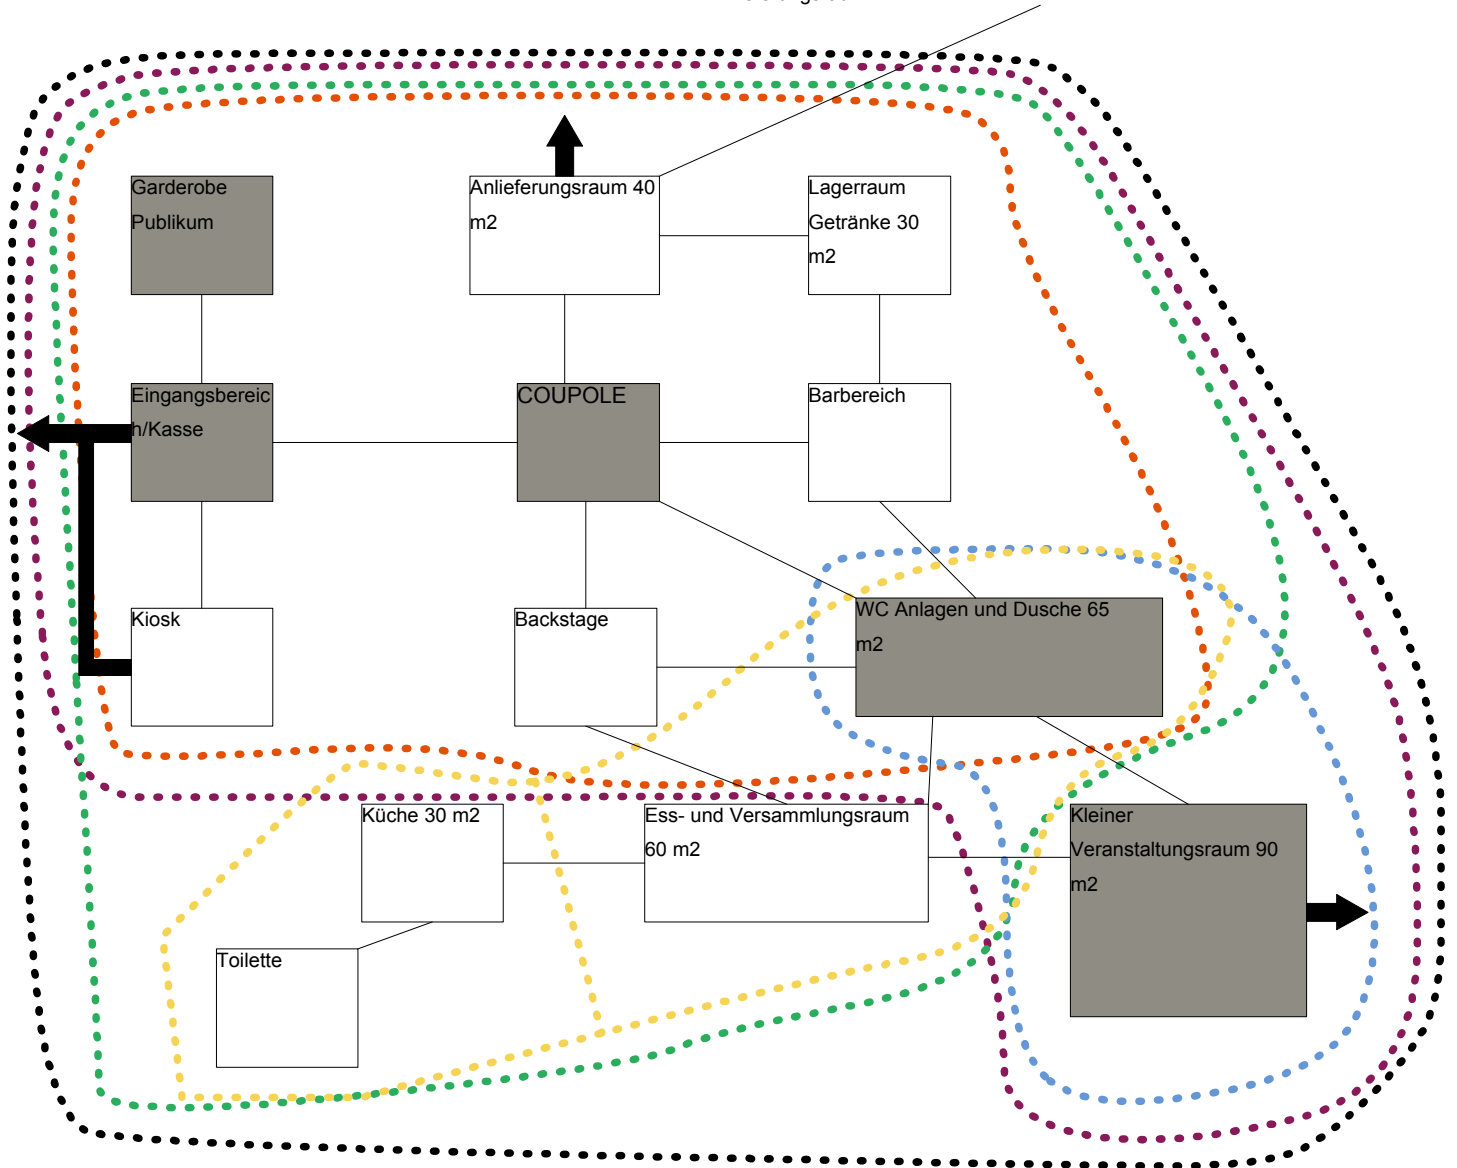 Garderobe
Publikum
Anlieferungsraum 40
m2
Lagerraum
Getränke 30
m2
Eingangsbereic
h/Kasse
COUPOLE
Barbereich
Kiosk
Backstage
WC Anlagen und Dusche 65
m2
Küche 30 m2
Ess- und Versammlungsraum
60 m2
Kleiner
Veranstaltungsraum 90
m2
Toilette